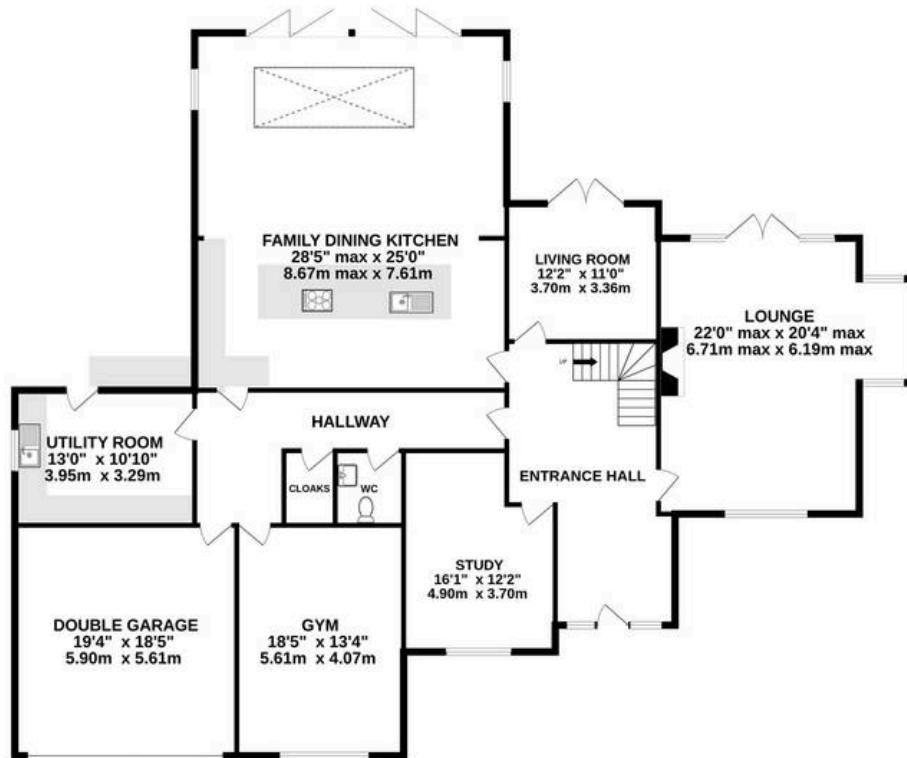 FAMILY DINING KITCHEN
28'5" max x 25'0"
8.67m max x 7.61m
LIVING ROOM
12'2" x 11'0"
3.70m x 3.36m
LOUNGE
22'0" max x 20'4" max
6.71m max x 6.19m max
UP
HALLWAY
UTILITY ROOM
13'0" x 10'10"
3.95m x 3.29m
CLOAKS
WC
ENTRANCE HALL
STUDY
16'1" x 12'2"
4.90m x 3.70m
DOUBLE GARAGE
19'4" x 18'5"
5.90m x 5.61m
GYM
18'5" x 13'4"
5.61m x 4.07m